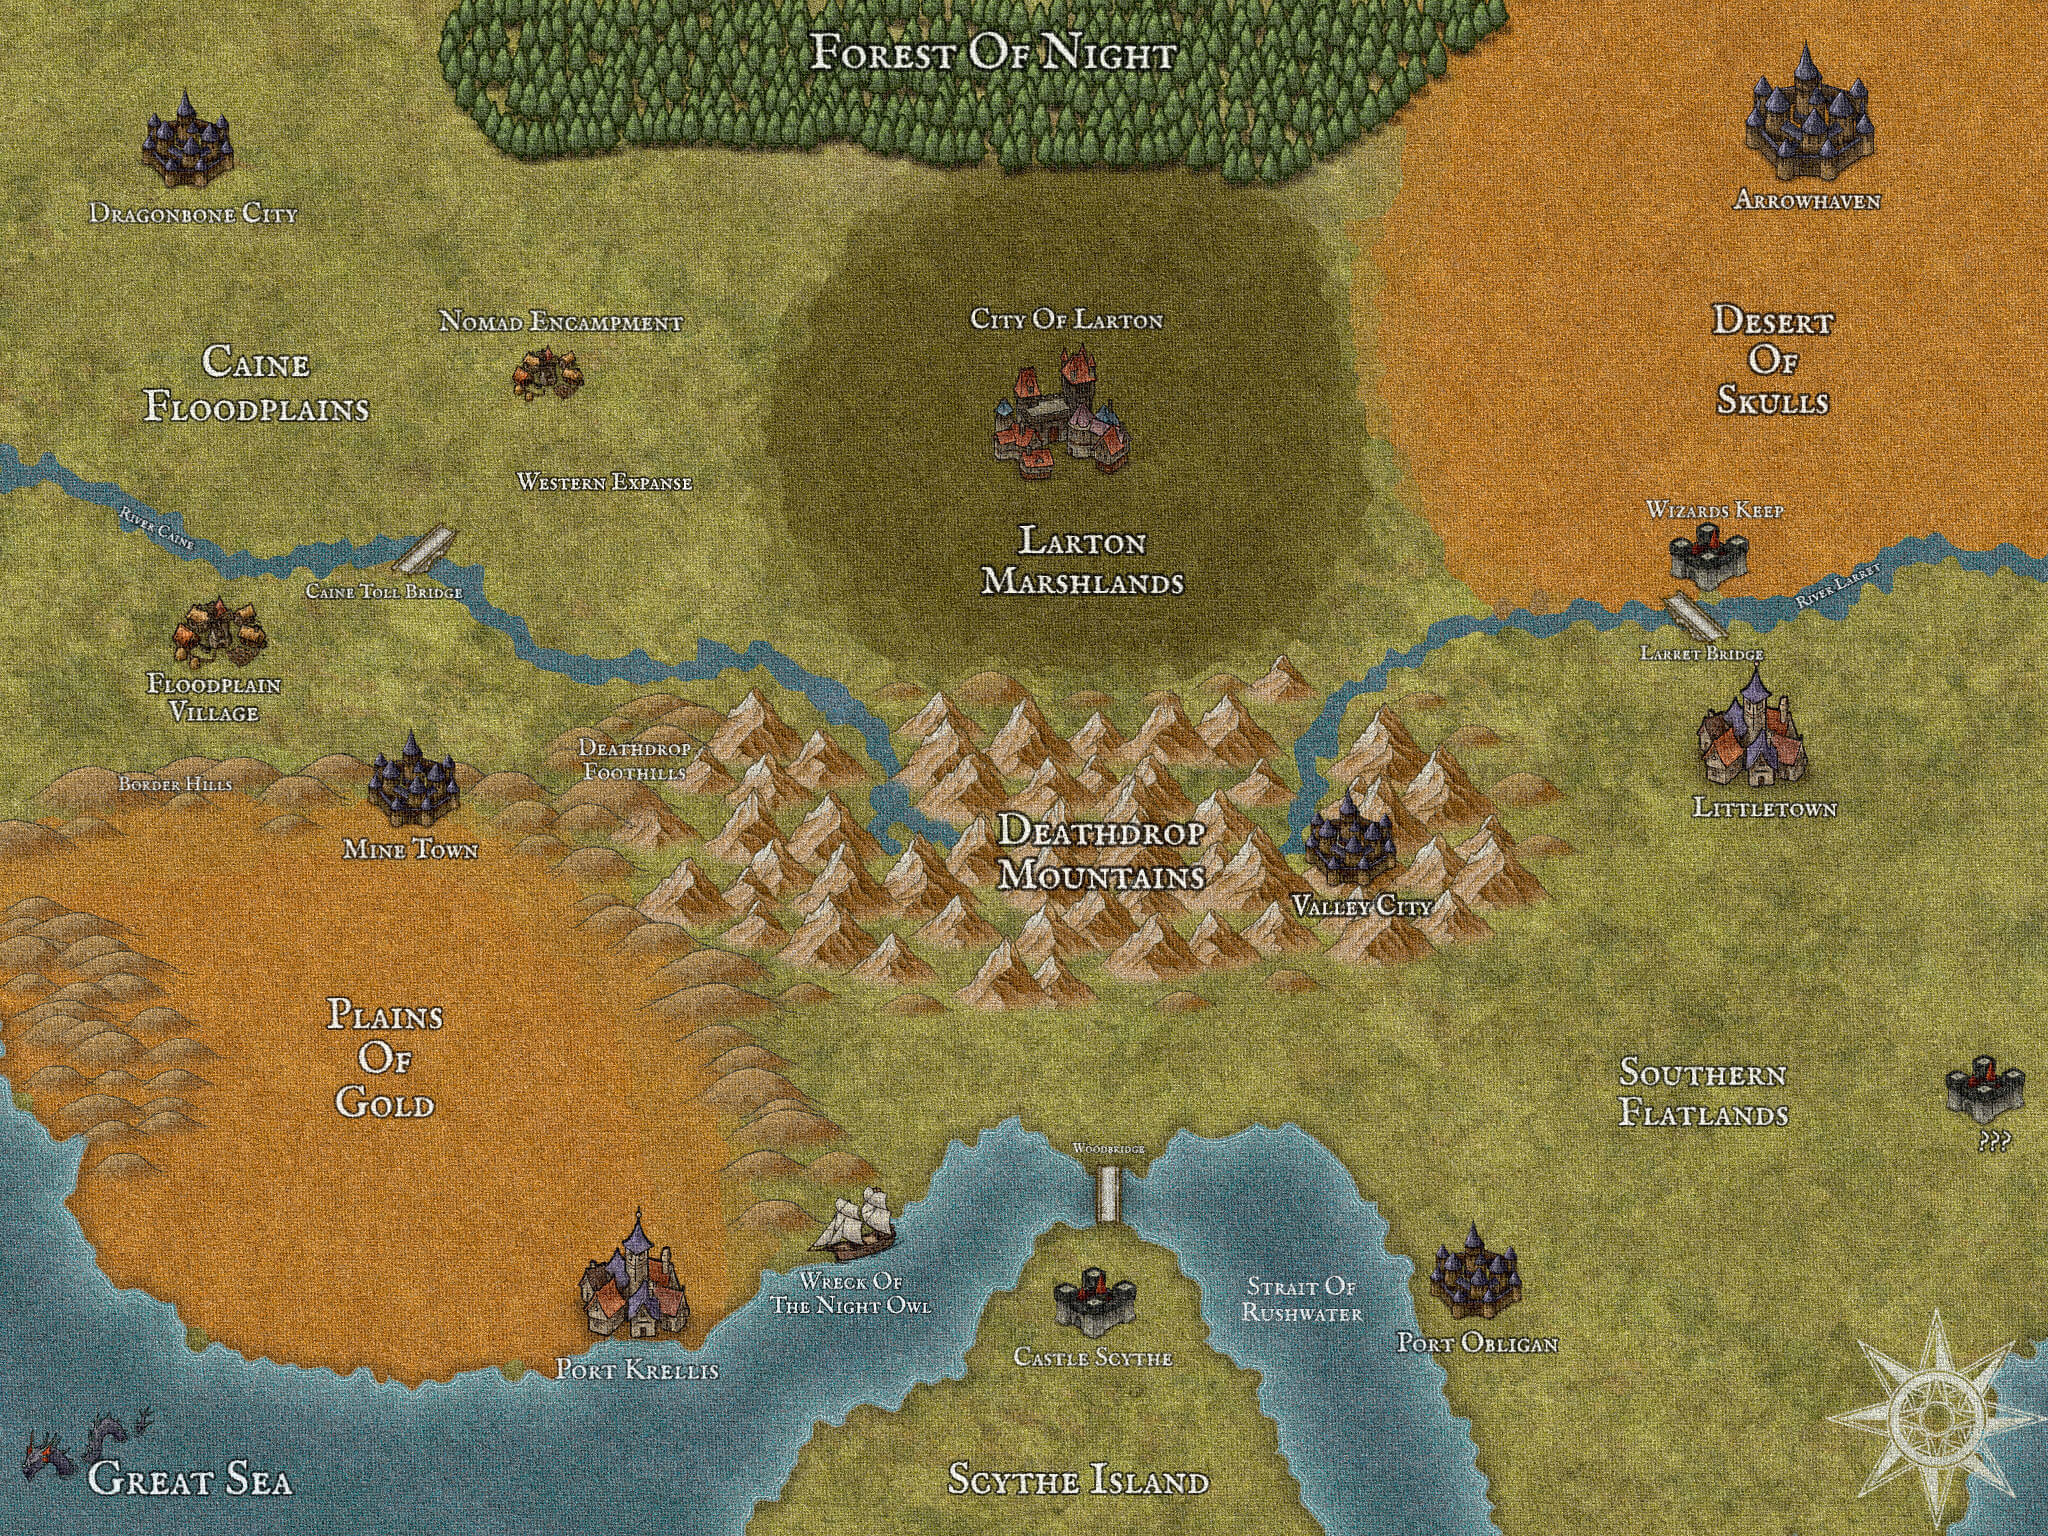 Forest Of Night
Dragonbone City
Arrowhaven
Nomad Encampment
City Of Larton
Desert
Of
Skulls
Caine
Floodplains
Western Expanse
Wizards Keep
River Caine
Larton
Marshlands
Caine Toll Bridge
River Larret
Larret Bridge
Floodplain
Village
Deathdrop
Foothills
Border Hills
Littletown
Mine Town
Deathdrop
Mountains
Valley City
Plains
Of
Gold
Southern
Flatlands
???
Woodbridge
Wreck Of
The Night Owl
Strait Of
Rushwater
Port Obligan
Castle Scythe
Port Krellis
Great Sea
Scythe Island